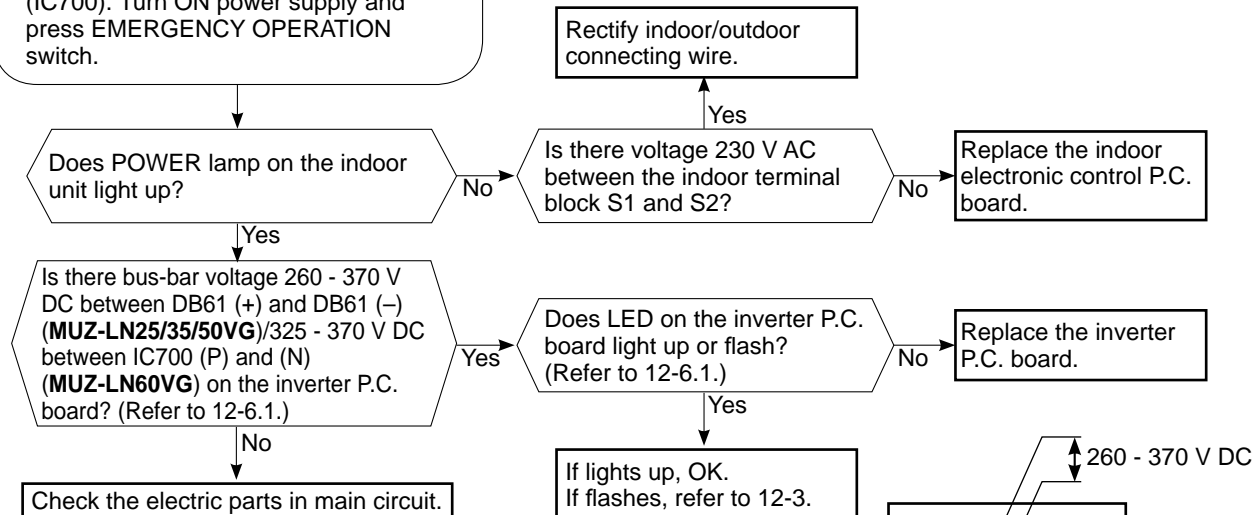 (IC700). Turn ON power supply and
press EMERGENCY OPERATION
switch.
Rectify indoor/outdoor
connecting wire.
Yes
Does POWER lamp on the indoor
unit light up?
No
Is there voltage 230 V AC
between the indoor terminal
block S1 and S2?
No
Replace the indoor
electronic control P.C.
board.
Yes
Is there bus-bar voltage 260 - 370 V
DC between DB61 (+) and DB61 (–)
(MUZ-LN25/35/50VG)/325 - 370 V DC
between IC700 (P) and (N)
(MUZ-LN60VG) on the inverter P.C.
board? (Refer to 12-6.1.)
Yes
Does LED on the inverter P.C.
board light up or flash?
(Refer to 12-6.1.)
No
Replace the inverter
P.C. board.
No
Yes
Check the electric parts in main circuit.
If lights up, OK.
If flashes, refer to 12-3.
260 - 370 V DC